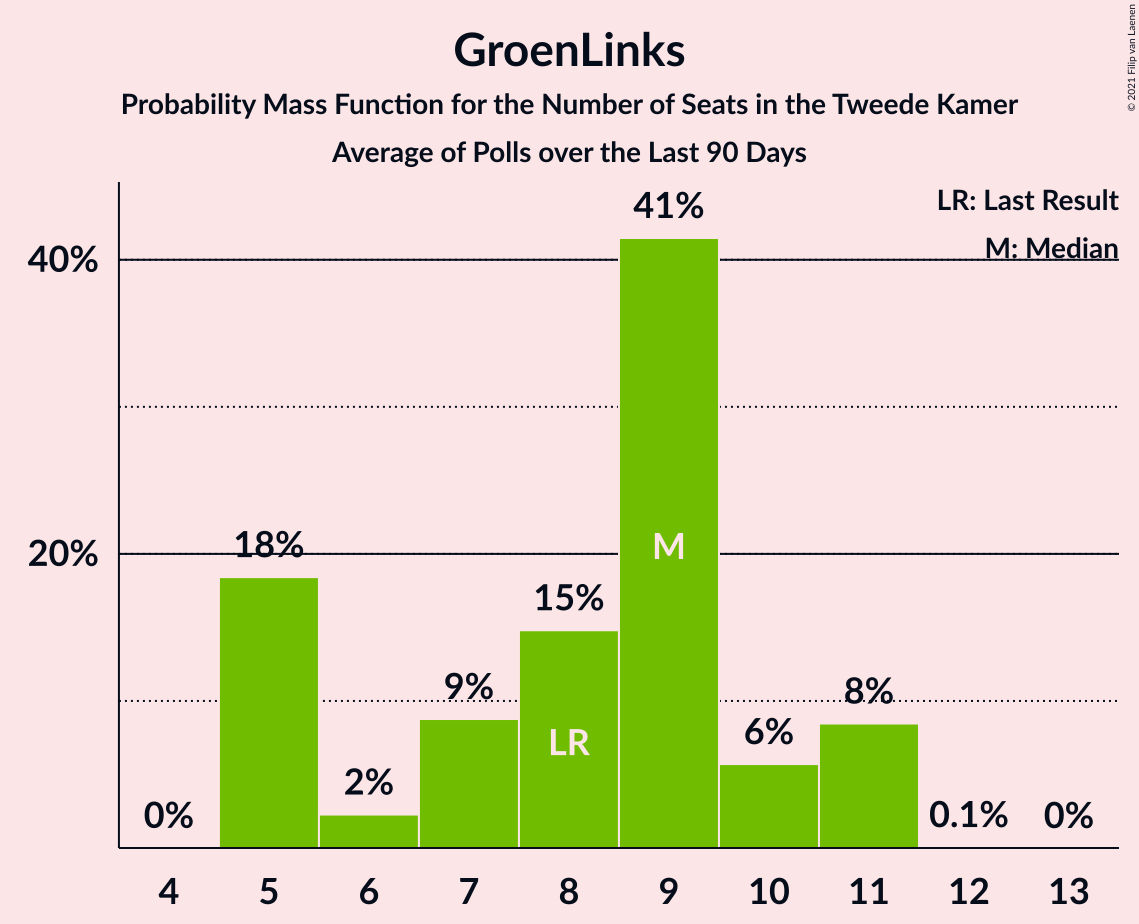 GroenLinks
Probability Mass Function for the Number of Seats in the Tweede Kamer
Average of Polls over the Last 90 Days
© 2021 Filip van Laenen
LR: Last Result
M: Median
40%
20%
0%
18%
2%
9%
15%
41%
6%
8%
0.1%
0%
LR
M
4 5 6 7 8 9 10 11 12 13